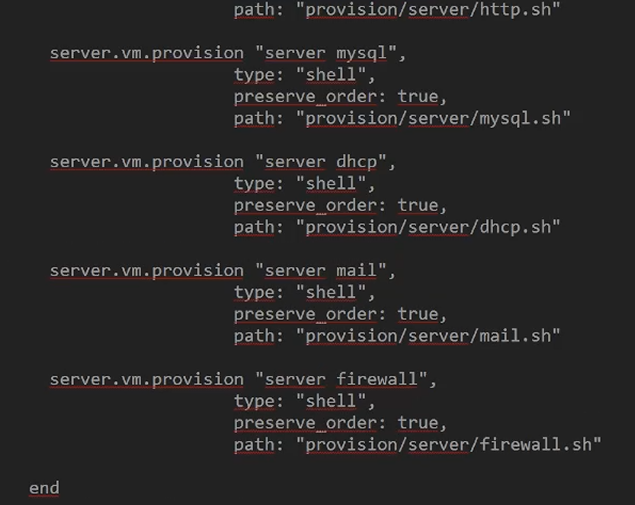 path: "provision/server/http.sh"
server.vm.provision "server mysql",
type: "shell",
preserve_order: true,
path: "provision/server/mysql.sh"
server.vm.provision "server dhcp",
type: "shell",
preserve_order: true,
path: "provision/server/dhcp.sh"
server.vm.provision "server mail",
type: "shell",
preserve_order: true,
path: "provision/server/mail.sh"
server.vm.provision "server firewall",
type: "shell",
preserve_order: true,
path: "provision/server/firewall.sh"
end